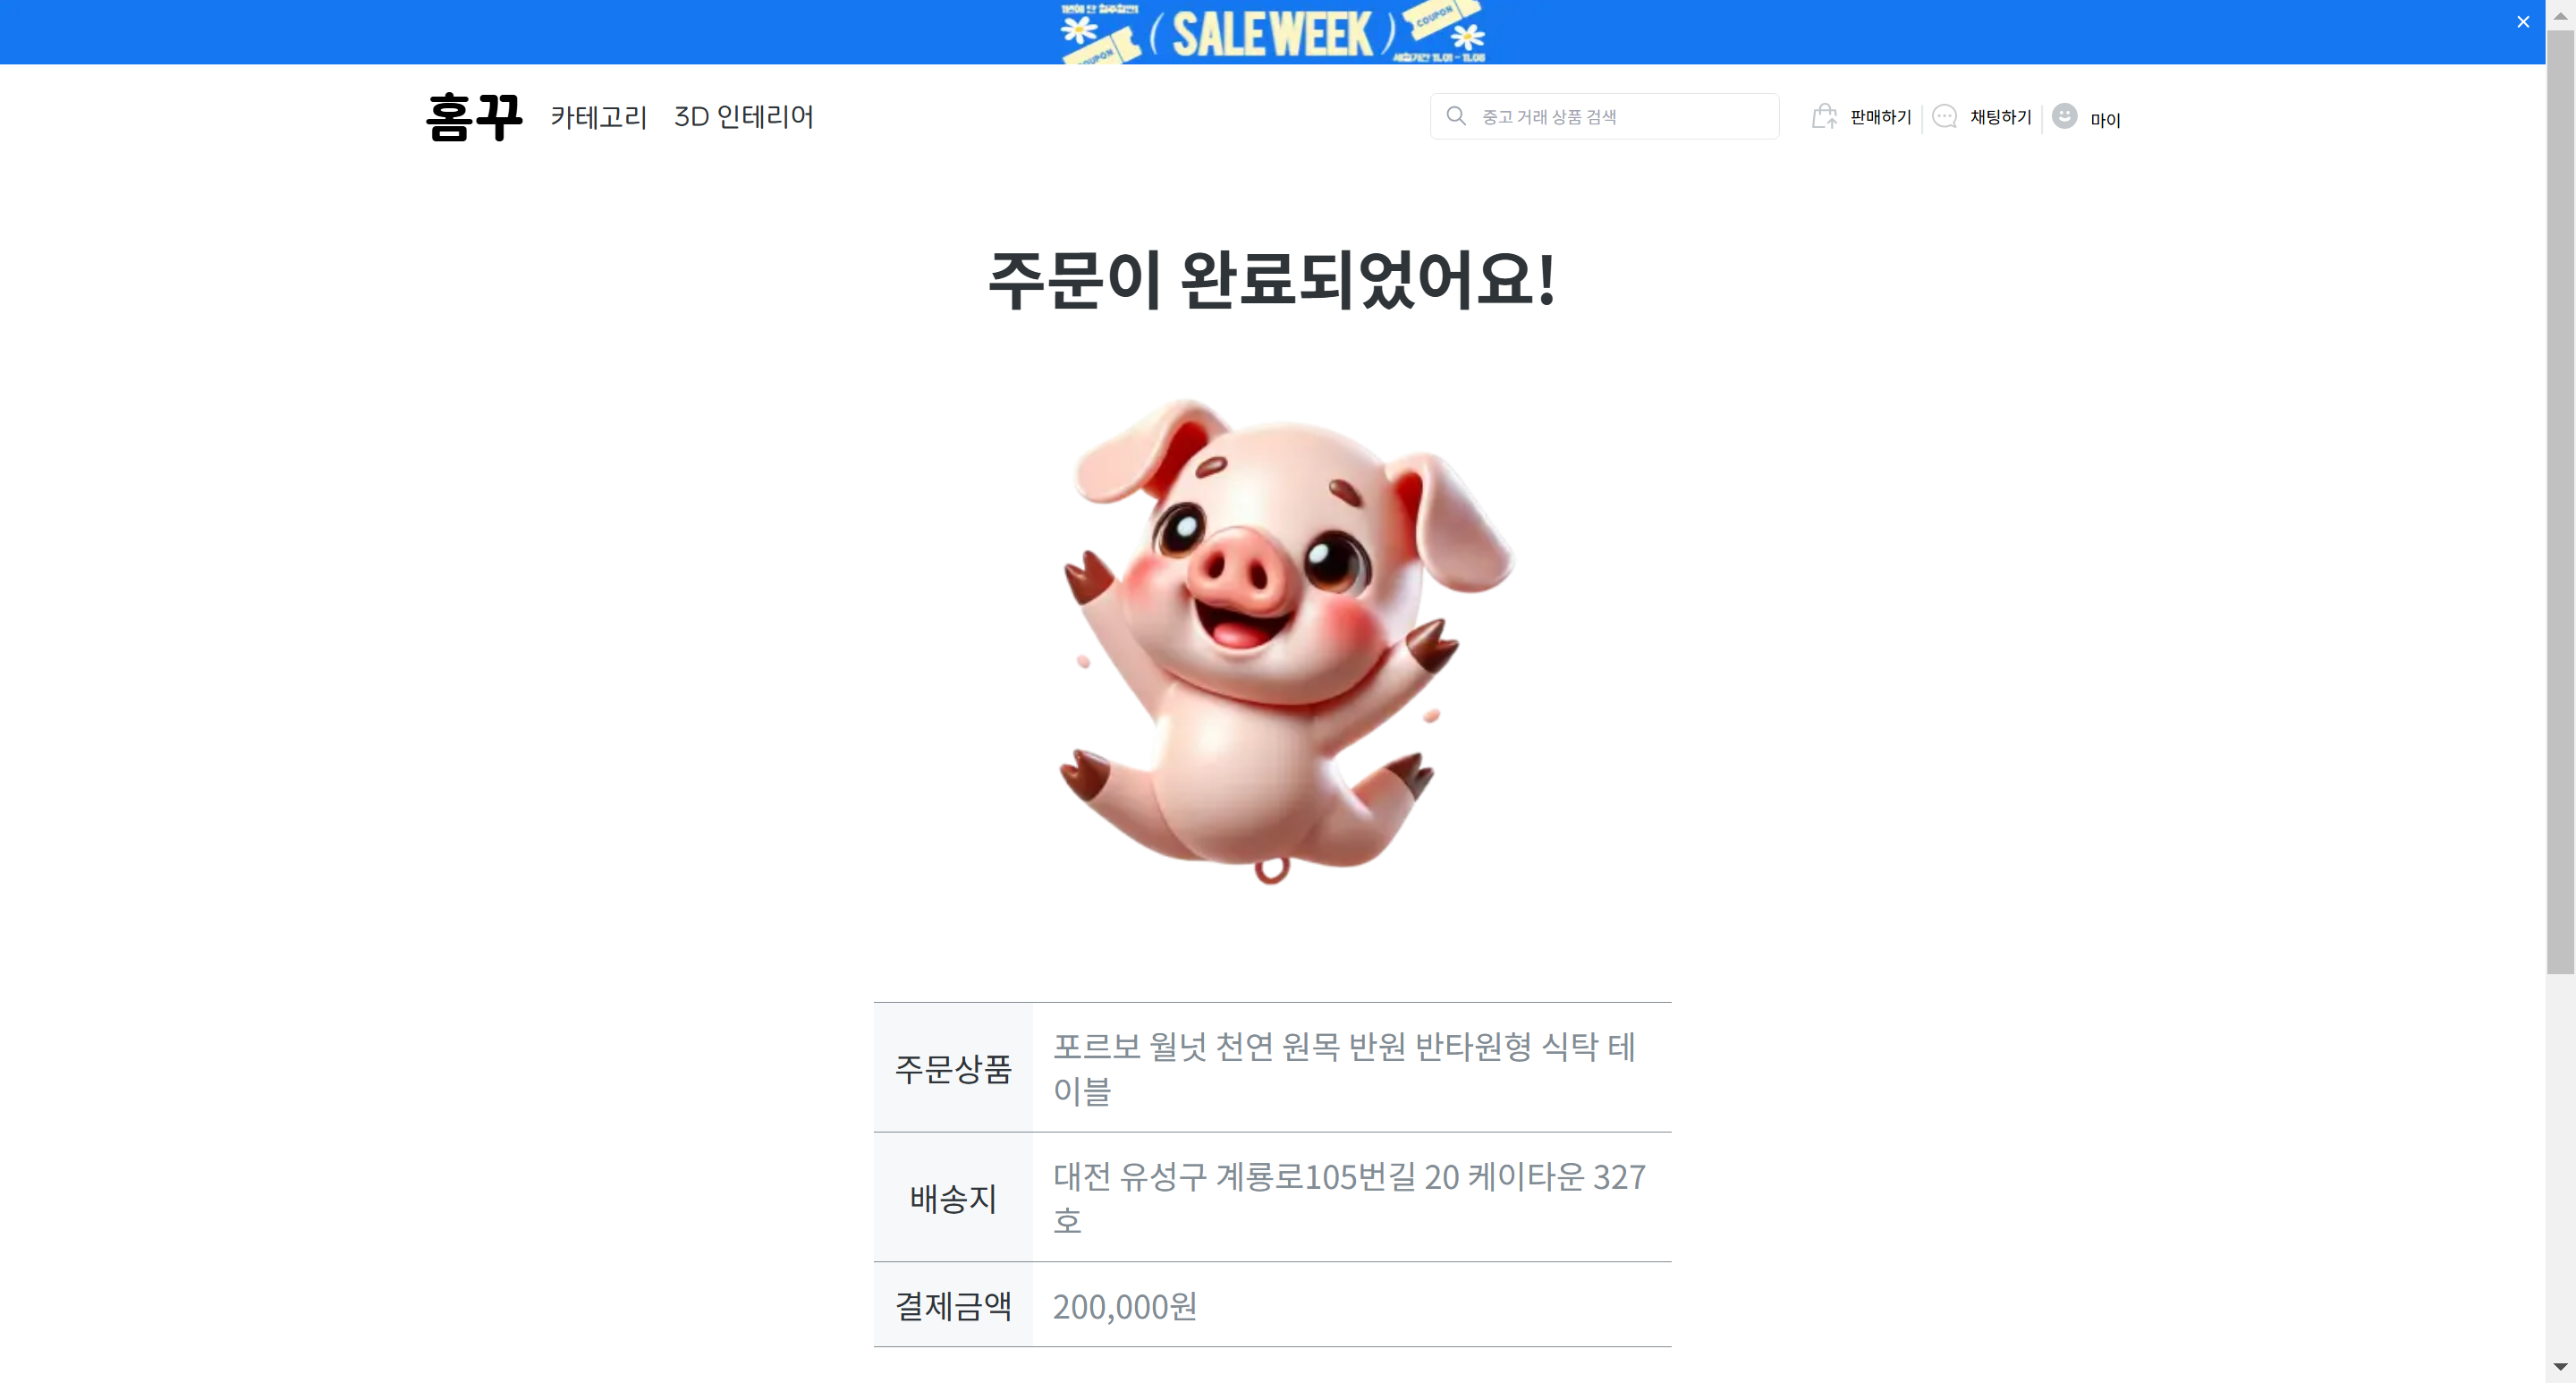 COUPON
( SALE WEEK )
COUPON
홈꾸
카테고리
3D 인테리어
중고 거래 상품 검색
판매하기
채팅하기
마이
주문이 완료되었어요!
주문상품
포르보 월넛 천연 원목 반원 반타원형 식탁 테
이블
배송지
대전 유성구 계룡로105번길 20 케이타운 327
호
결제금액
200,000원